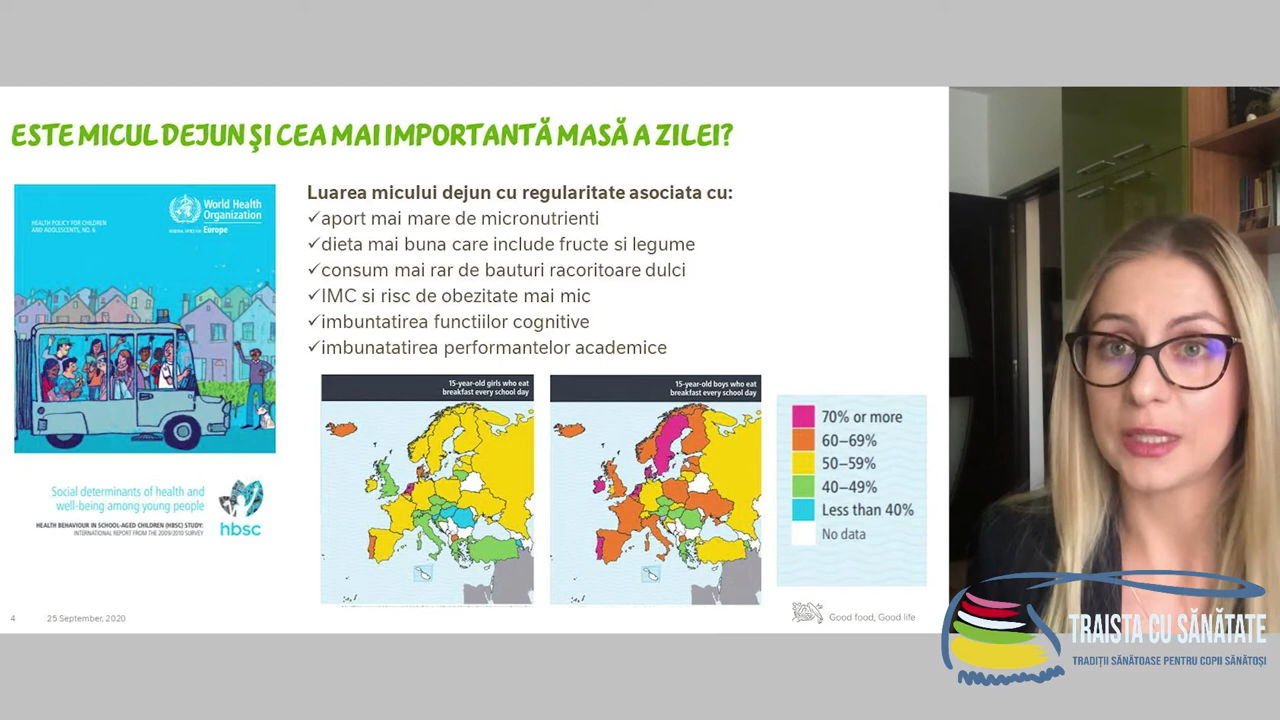 ESTE MICUL DEJUN ŞI CEA MAI IMPORTANTĂ MASĂ A ZILEI?
HEALTH POLICY FOR CHILDREN
AND ADOLESCENTS, NO. 6
World Health
Organization
REGIONAL OFFICE FOR Europe
Social determinants of health and
well-being among young people
HEALTH BEHAVIOUR IN SCHOOL-AGED CHILDREN (HBSC) STUDY:
INTERNATIONAL REPORT FROM THE 2009/2010 SURVEY
hbsc
Luarea micului dejun cu regularitate asociata cu:
✓aport mai mare de micronutrienti
✓dieta mai buna care include fructe si legume
✓consum mai rar de bauturi racoritoare dulci
✓IMC si risc de obezitate mai mic
✓imbuntatirea functiilor cognitive
✓imbunatatirea performantelor academice
15-year-old girls who eat
breakfast every school day
15-year-old boys who eat
breakfast every school day
70% or more
60–69%
50–59%
40–49%
Less than 40%
No data
4 25 September, 2020
Good food, Good life
TRAISTA CU SĂNĂTATE
TRADIȚII SĂNĂTOASE PENTRU COPII SĂNĂTOȘI